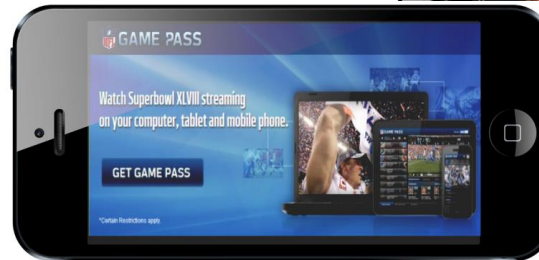 GAME PASS
Watch Superbowl XLVIII streaming
on your computer, tablet and mobile phone.
GET GAME PASS
*Certain Restrictions apply